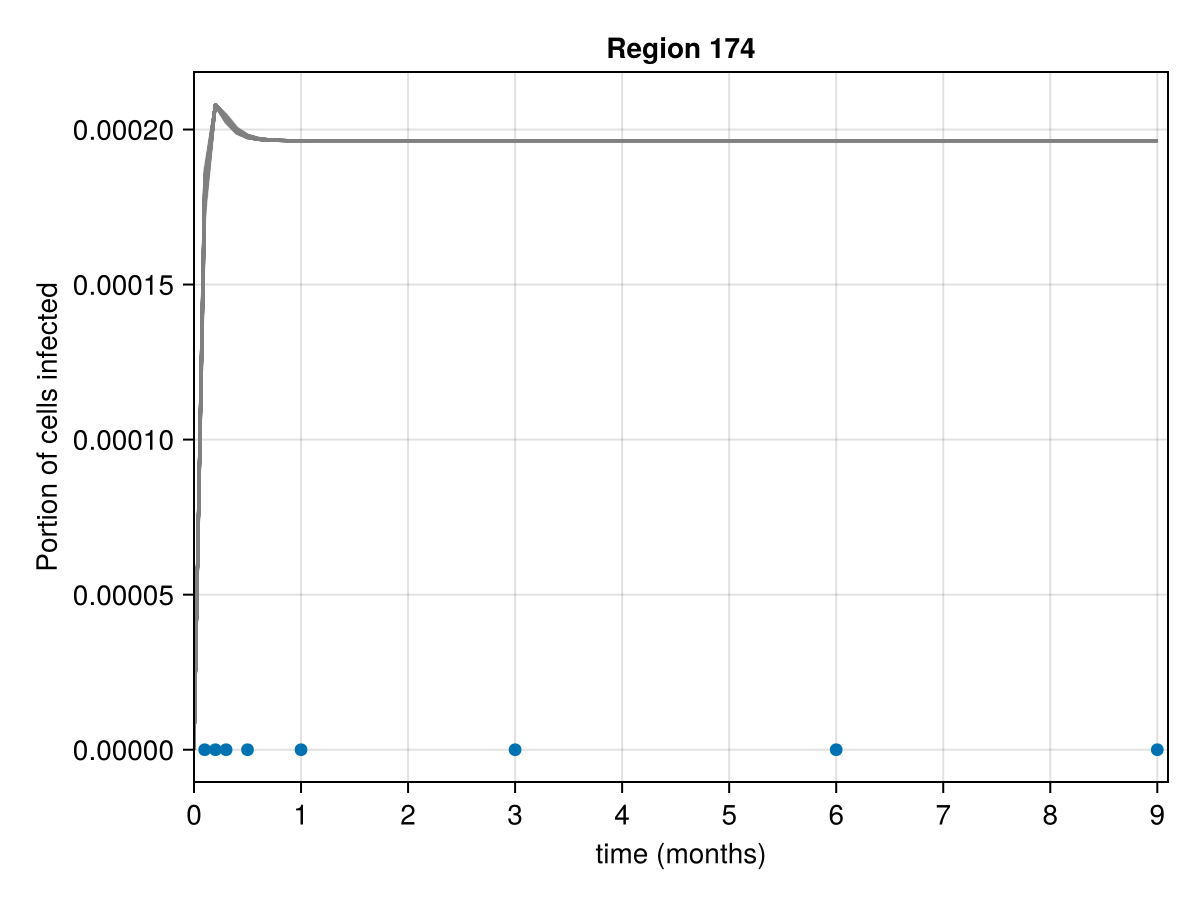 Region 174
0.00020
0.00015
0.00010
0.00005
0.00000
Portion of cells infected
0 1 2 3 4 5 6 7 8 9
time (months)